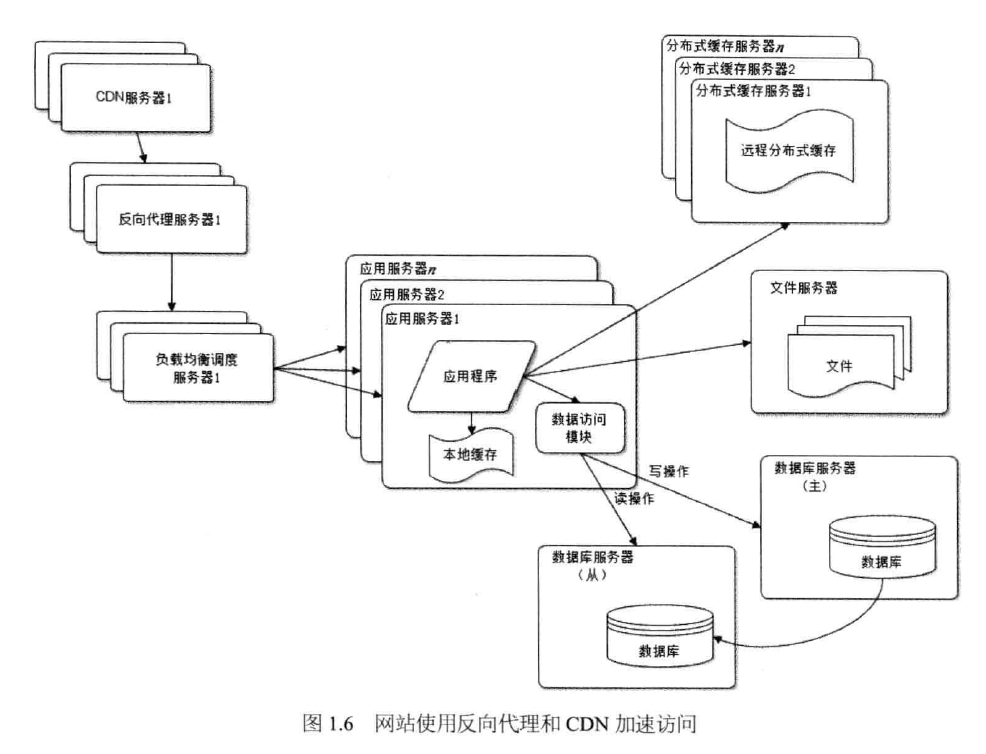 CDN服务器1
反向代理服务器1
负载均衡调度
服务器1
应用服务器n
应用服务器2
应用服务器1
应用程序
本地缓存
数据访问
模块
分布式缓存服务器n
分布式缓存服务器2
分布式缓存服务器1
远程分布式缓存
文件服务器
文件
写操作
读操作
数据库服务器
（主）
数据库
数据库服务器
（从）
数据库
图 1.6 网站使用反向代理和 CDN 加速访问